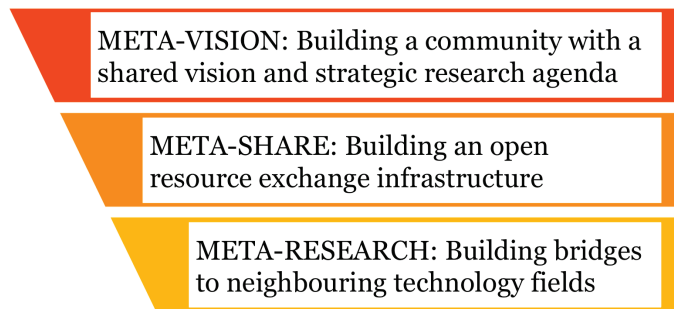 META-VISION: Building a community with a
shared vision and strategic research agenda
META-SHARE: Building an open
resource exchange infrastructure
META-RESEARCH: Building bridges
to neighbouring technology fields